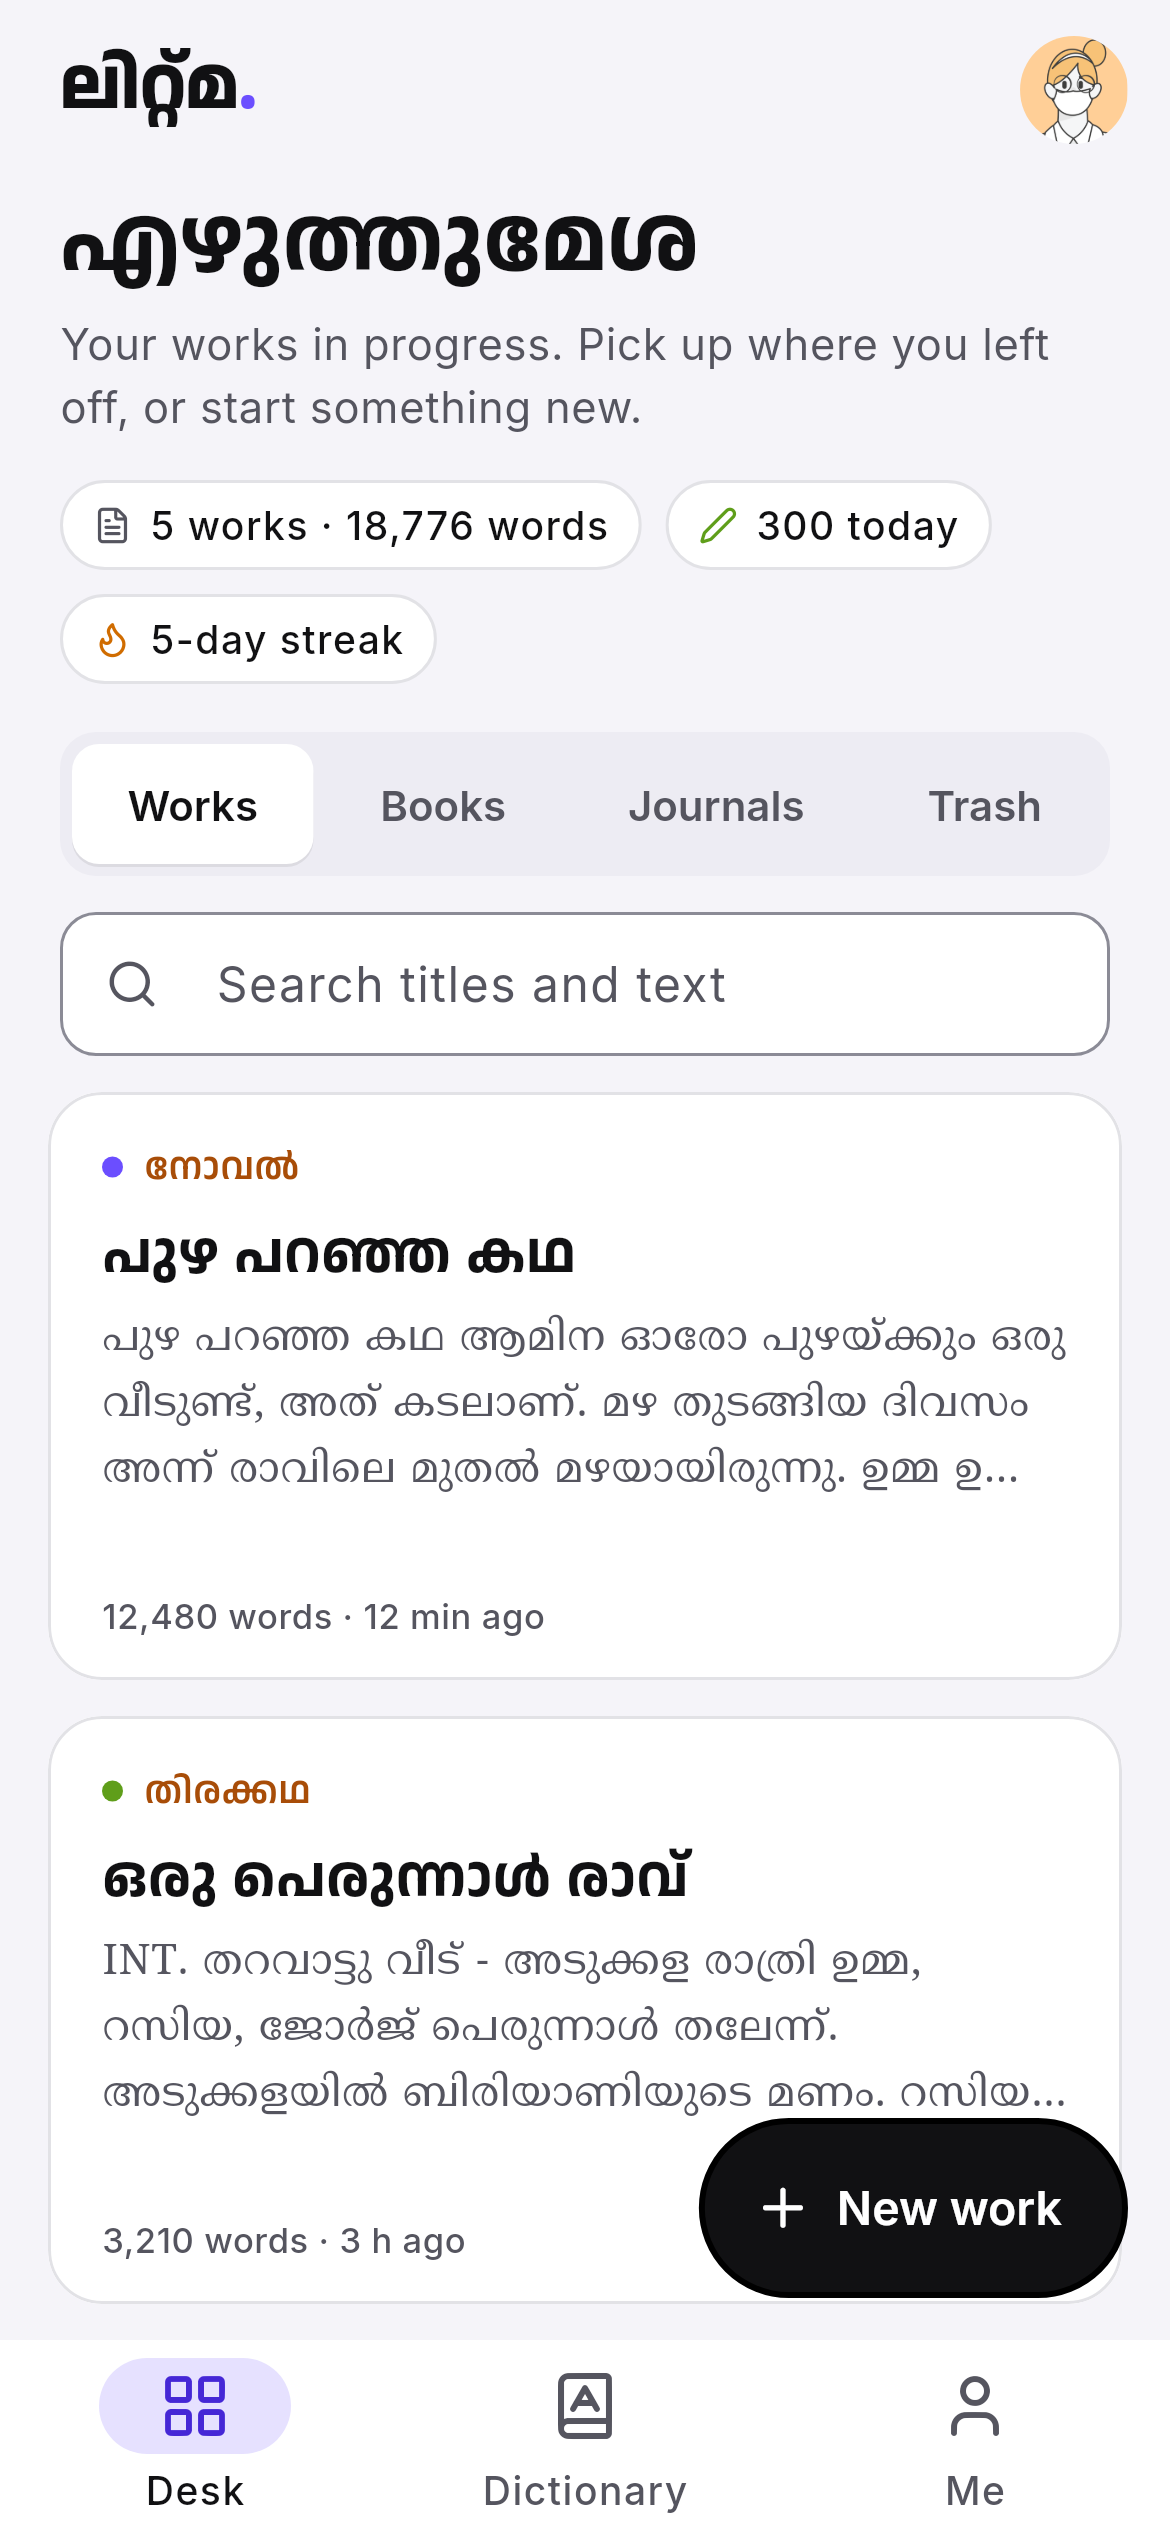 ലിറ്റ്മ.
എഴുത്തുമേശ
Your works in progress. Pick up where you left
off, or start something new.
5 works · 18,776 words
300 today
5-day streak
Works
Books
Journals
Trash
Search titles and text
നോവൽ
പുഴ പറഞ്ഞ കഥ
പുഴ പറഞ്ഞ കഥ ആമിന ഓരോ പുഴയ്ക്കും ഒരു
വീടുണ്ട്, അത് കടലാണ്. മഴ തുടങ്ങിയ ദിവസം
അന്ന് രാവിലെ മുതൽ മഴയായിരുന്നു. ഉമ്മ ഉ...
12,480 words · 12 min ago
തിരക്കഥ
ഒരു പെരുന്നാൾ രാവ്
INT. തറവാട്ടു വീട് - അടുക്കള രാത്രി ഉമ്മ,
റസിയ, ജോർജ് പെരുന്നാൾ തലേന്ന്.
അടുക്കളയിൽ ബിരിയാണിയുടെ മണം. റസിയ...
3,210 words · 3 h ago
New work
Desk
Dictionary
Me